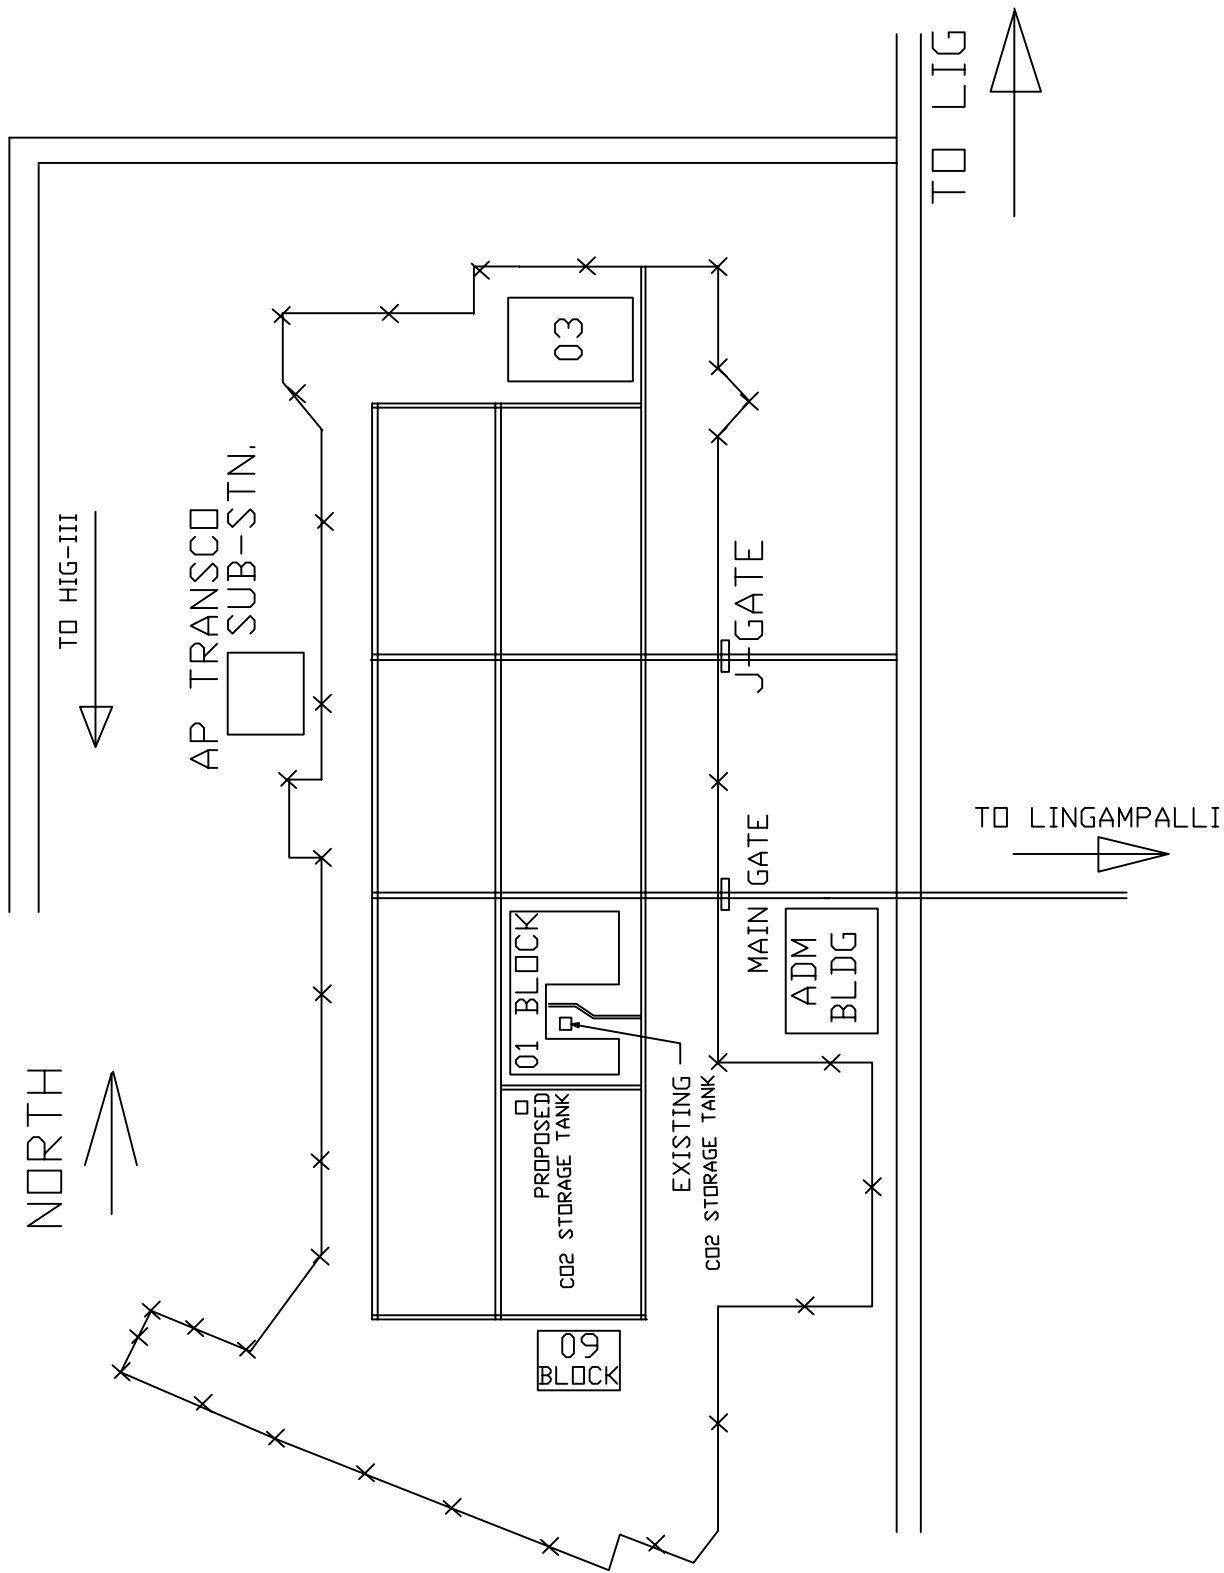 TO LIG
03
AP TRANSCO
SUB-STN.
TO HIG-III
J-GATE
TO LINGAMPALLI
MAIN GATE
ADM
BLDG
01 BLOCK
NORTH
PROPOSED
CO2 STORAGE TANK
EXISTING
CO2 STORAGE TANK
09
BLOCK